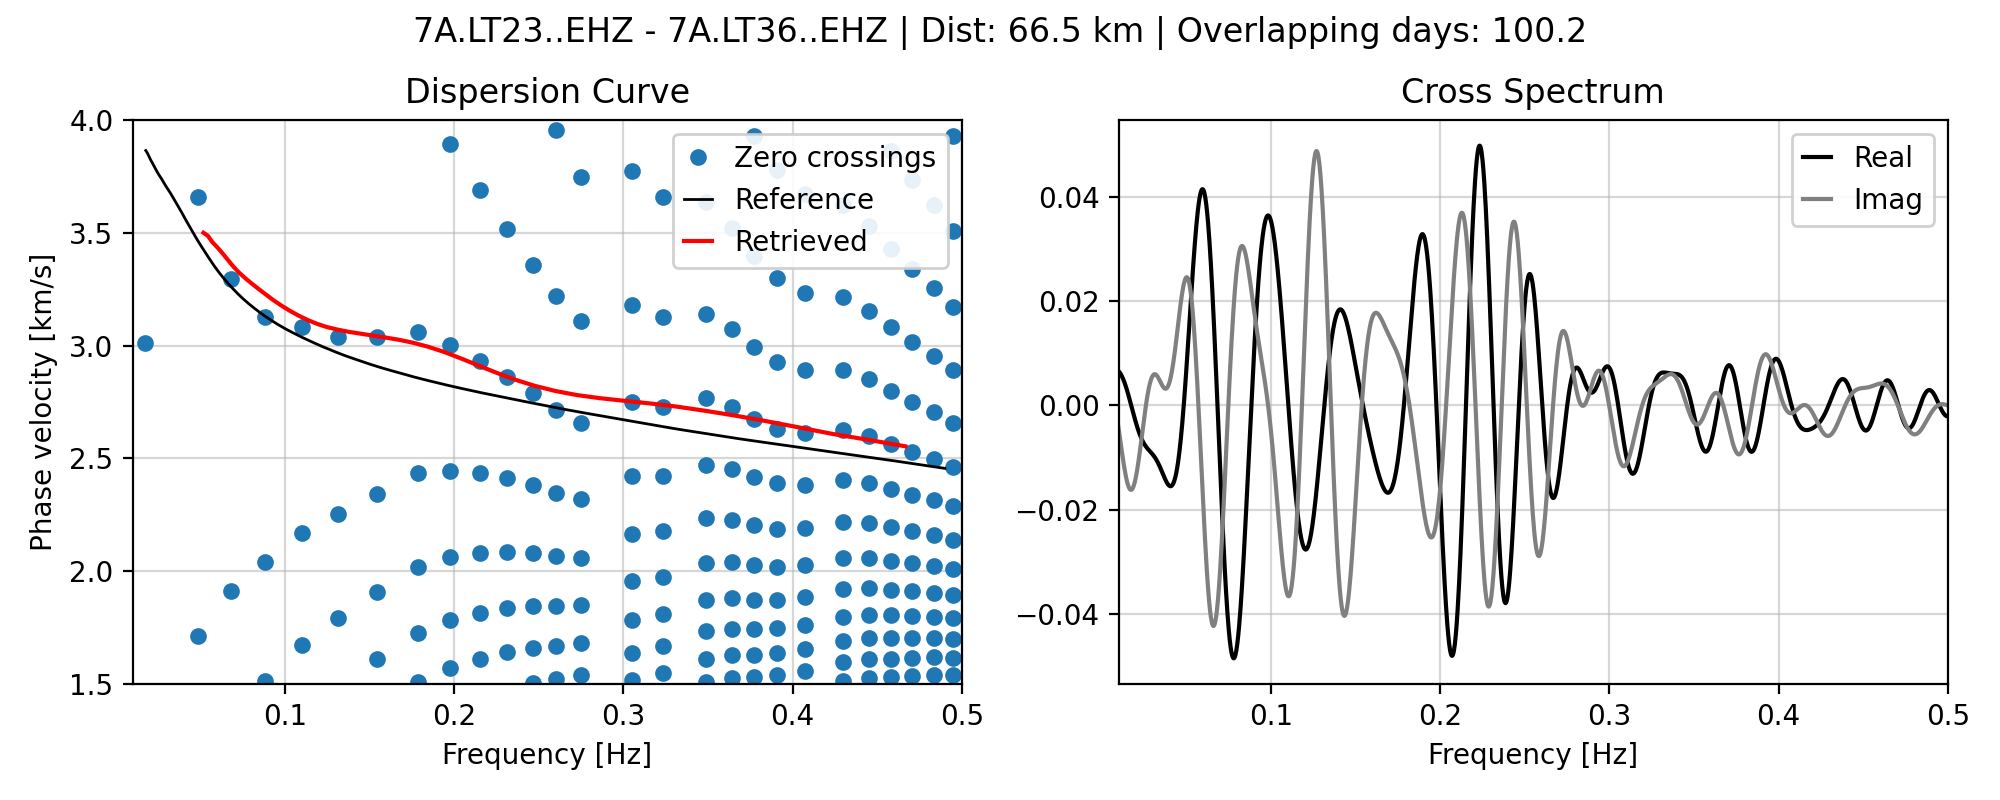 7A.LT23..EHZ - 7A.LT36..EHZ | Dist: 66.5 km | Overlapping days: 100.2
Dispersion Curve
4.0
3.5
3.0
2.5
2.0
1.5
Phase velocity [km/s]
Zero crossings
Reference
Retrieved
0.1 0.2 0.3 0.4 0.5
Frequency [Hz]
Cross Spectrum
0.04
0.02
0.00
−0.02
−0.04
Real
Imag
0.1 0.2 0.3 0.4 0.5
Frequency [Hz]